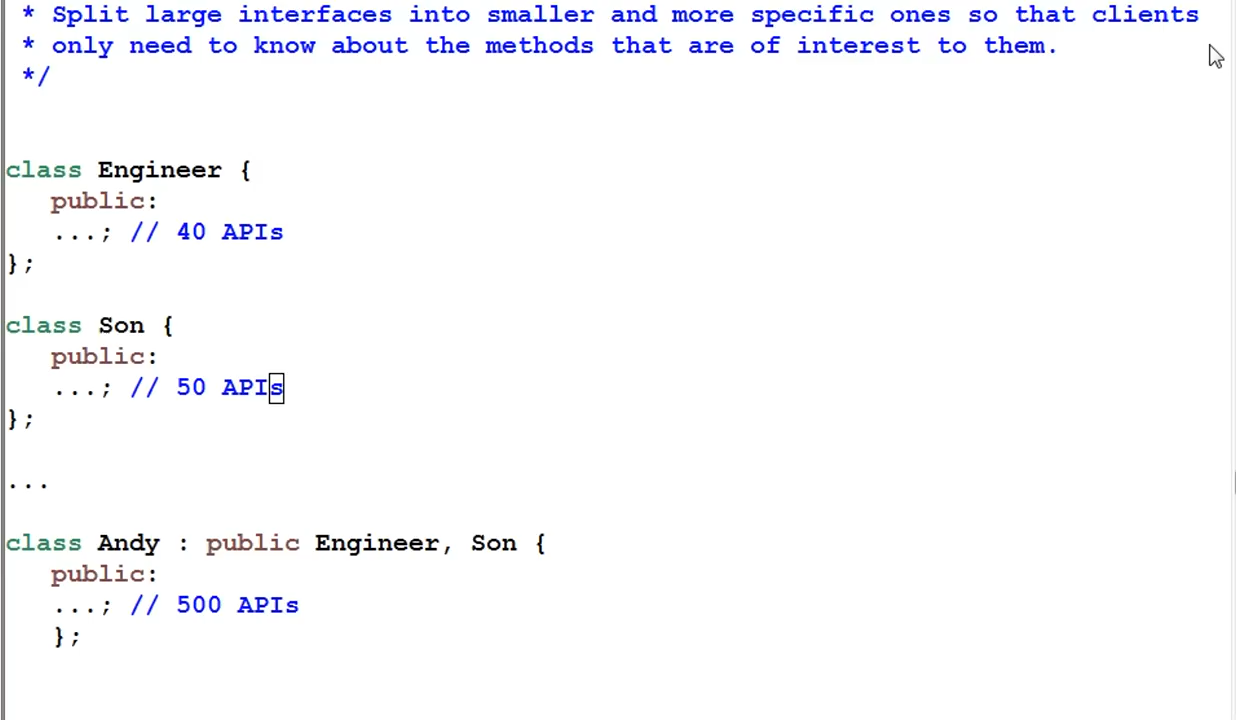 * Split large interfaces into smaller and more specific ones so that clients
* only need to know about the methods that are of interest to them.
*/
class Engineer {
public:
...; // 40 APIs
};
class Son {
public:
...; // 50 APIs
};
...
class Andy : public Engineer, Son {
public:
...; // 500 APIs
};